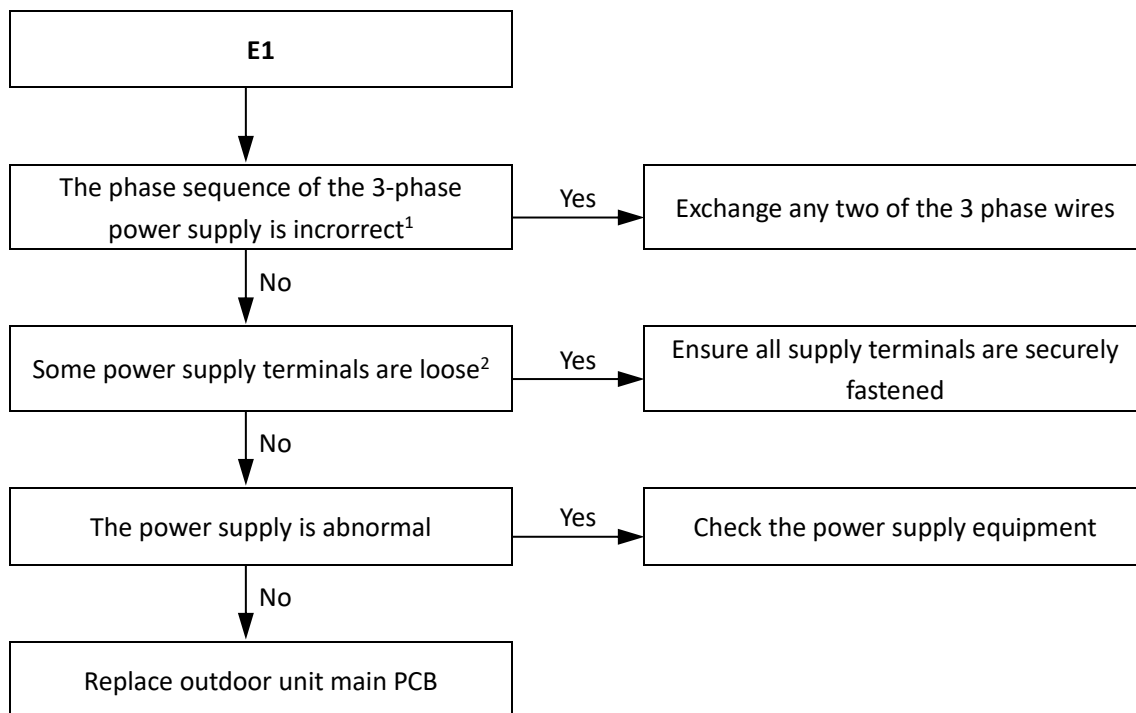 E1
The phase sequence of the 3-phase
power supply is incrorrect¹
Yes
Exchange any two of the 3 phase wires
No
Some power supply terminals are loose²
Yes
Ensure all supply terminals are securely
fastened
No
The power supply is abnormal
Yes
Check the power supply equipment
No
Replace outdoor unit main PCB